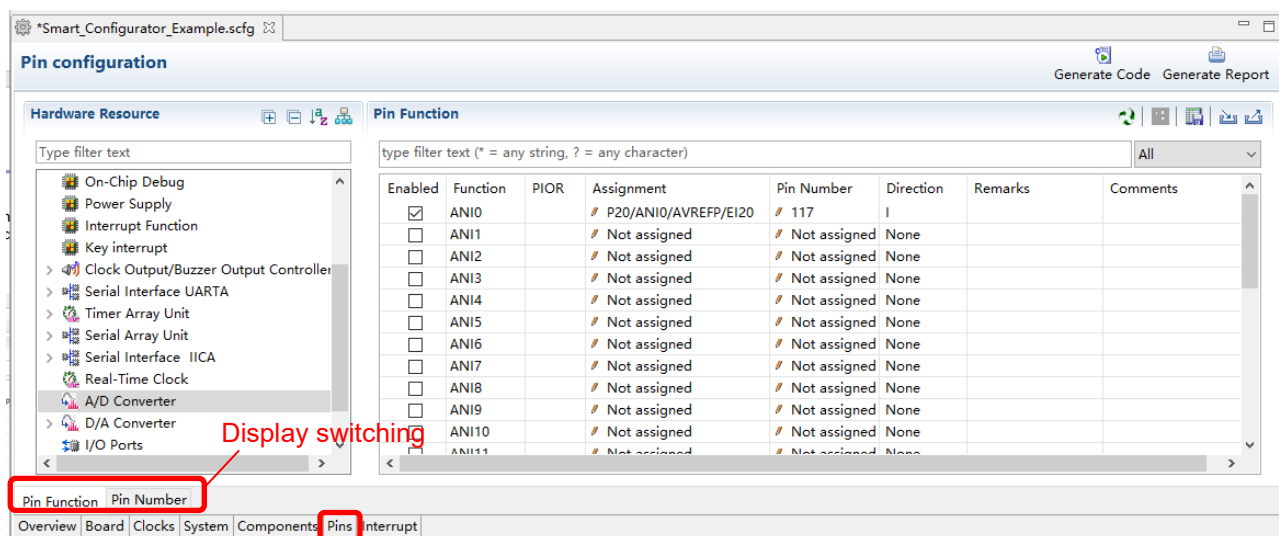 *Smart_Configurator_Example.scfg
Pin configuration
Generate Code Generate Report
Hardware Resource
Pin Function
Type filter text
type filter text (* = any string, ? = any character)
All
On-Chip Debug
Power Supply
Interrupt Function
Key interrupt
Clock Output/Buzzer Output Controller
Serial Interface UARTA
Timer Array Unit
Serial Array Unit
Serial Interface IICA
Real-Time Clock
A/D Converter
D/A Converter
I/O Ports
Enabled Function PIOR Assignment Pin Number Direction Remarks Comments
ANI0 P20/ANI0/AVREFP/EI20 117 I
ANI1 Not assigned Not assigned None
ANI2 Not assigned Not assigned None
ANI3 Not assigned Not assigned None
ANI4 Not assigned Not assigned None
ANI5 Not assigned Not assigned None
ANI6 Not assigned Not assigned None
ANI7 Not assigned Not assigned None
ANI8 Not assigned Not assigned None
ANI9 Not assigned Not assigned None
ANI10 Not assigned Not assigned None
ANI11 Not assigned Not assigned None
Display switching
Pin Function Pin Number
Overview Board Clocks System Components Pins Interrupt